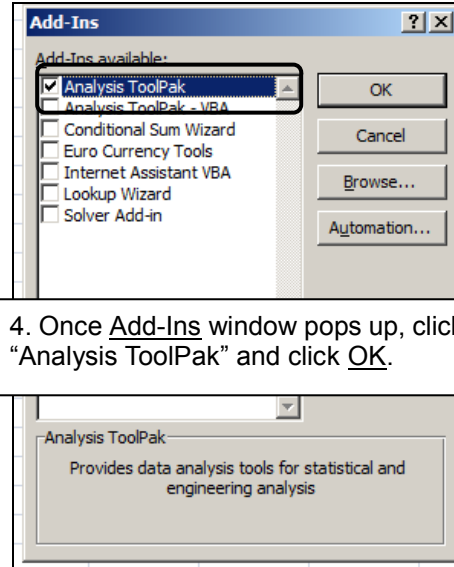 Add-Ins
Add-Ins available:
Analysis ToolPak
Analysis ToolPak - VBA
Conditional Sum Wizard
Euro Currency Tools
Internet Assistant VBA
Lookup Wizard
Solver Add-in
OK
Cancel
Browse...
Automation...
4. Once Add-Ins window pops up, clicl
“Analysis ToolPak” and click OK.
Analysis ToolPak
Provides data analysis tools for statistical and
engineering analysis